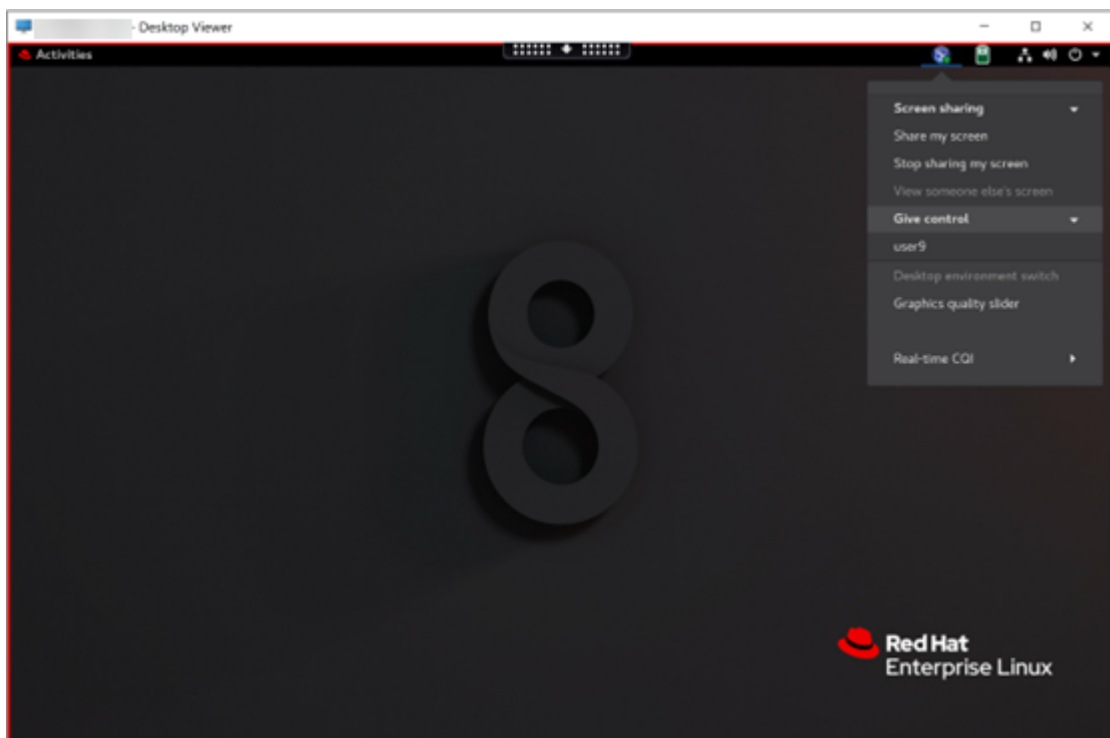 - Desktop Viewer
Activities
Screen sharing
Share my screen
Stop sharing my screen
View someone else's screen
Give control
user9
Desktop environment switch
Graphics quality slider
Real-time CQI
8
Red Hat
Enterprise Linux